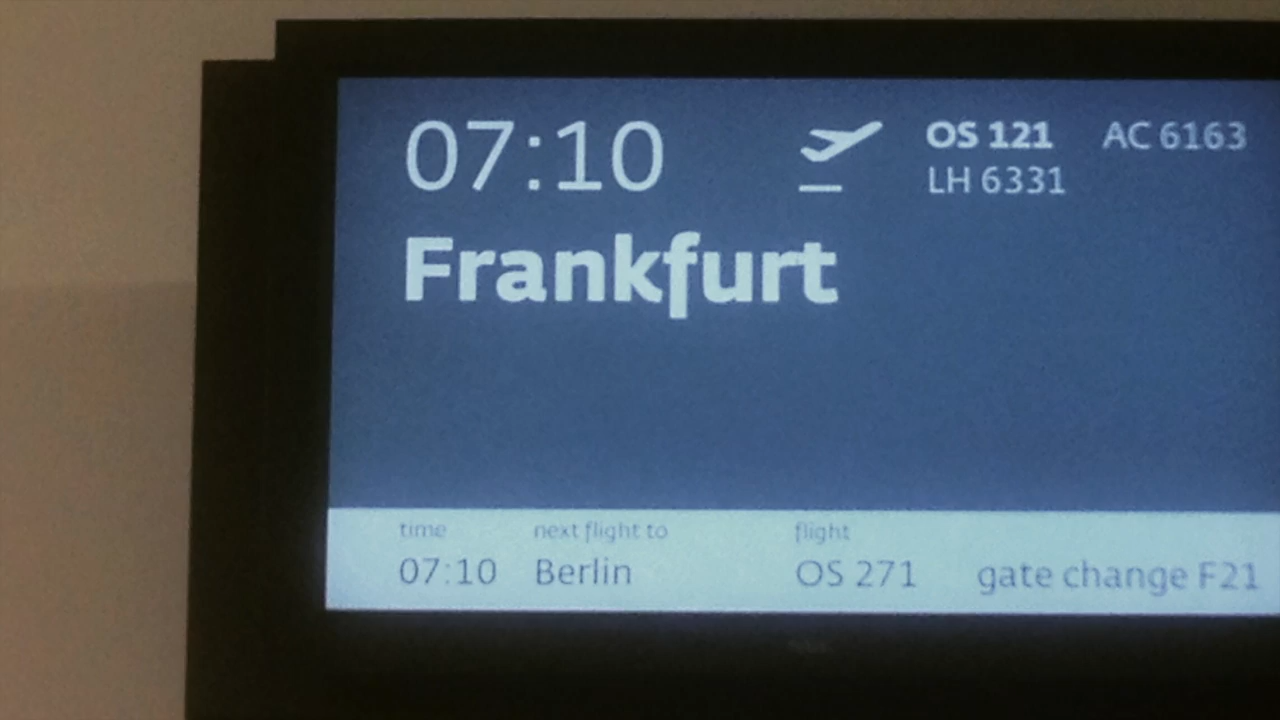 07:10 OS 121 AC 6163
LH 6331
Frankfurt
time next flight to flight
07:10 Berlin OS 271 gate change F21